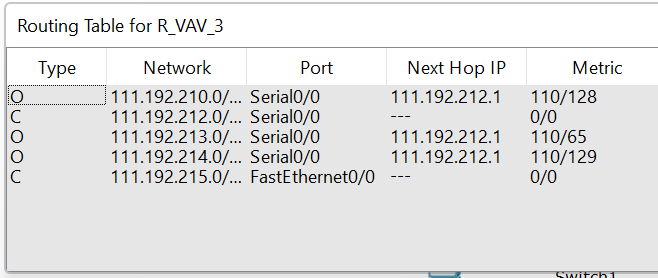 Routing Table for R_VAV_3
Type Network Port Next Hop IP Metric
O 111.192.210.0/... Serial0/0 111.192.212.1 110/128
C 111.192.212.0/... Serial0/0 --- 0/0
O 111.192.213.0/... Serial0/0 111.192.212.1 110/65
O 111.192.214.0/... Serial0/0 111.192.212.1 110/129
C 111.192.215.0/... FastEthernet0/0 --- 0/0
Switch1